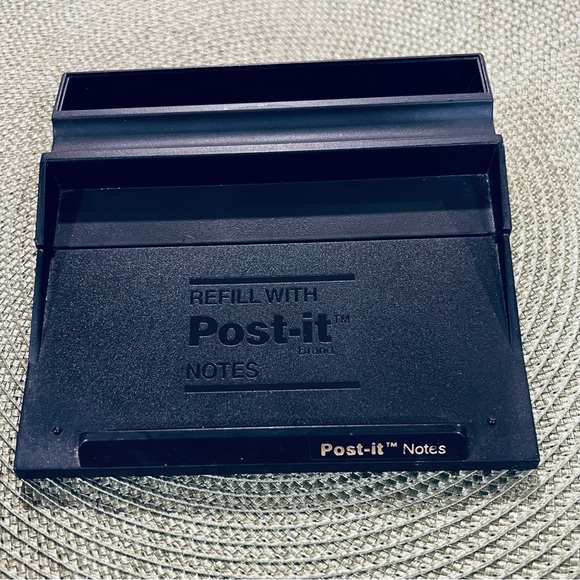 REFILL WITH
Post-it™
Brand
NOTES
Post-it™ Notes